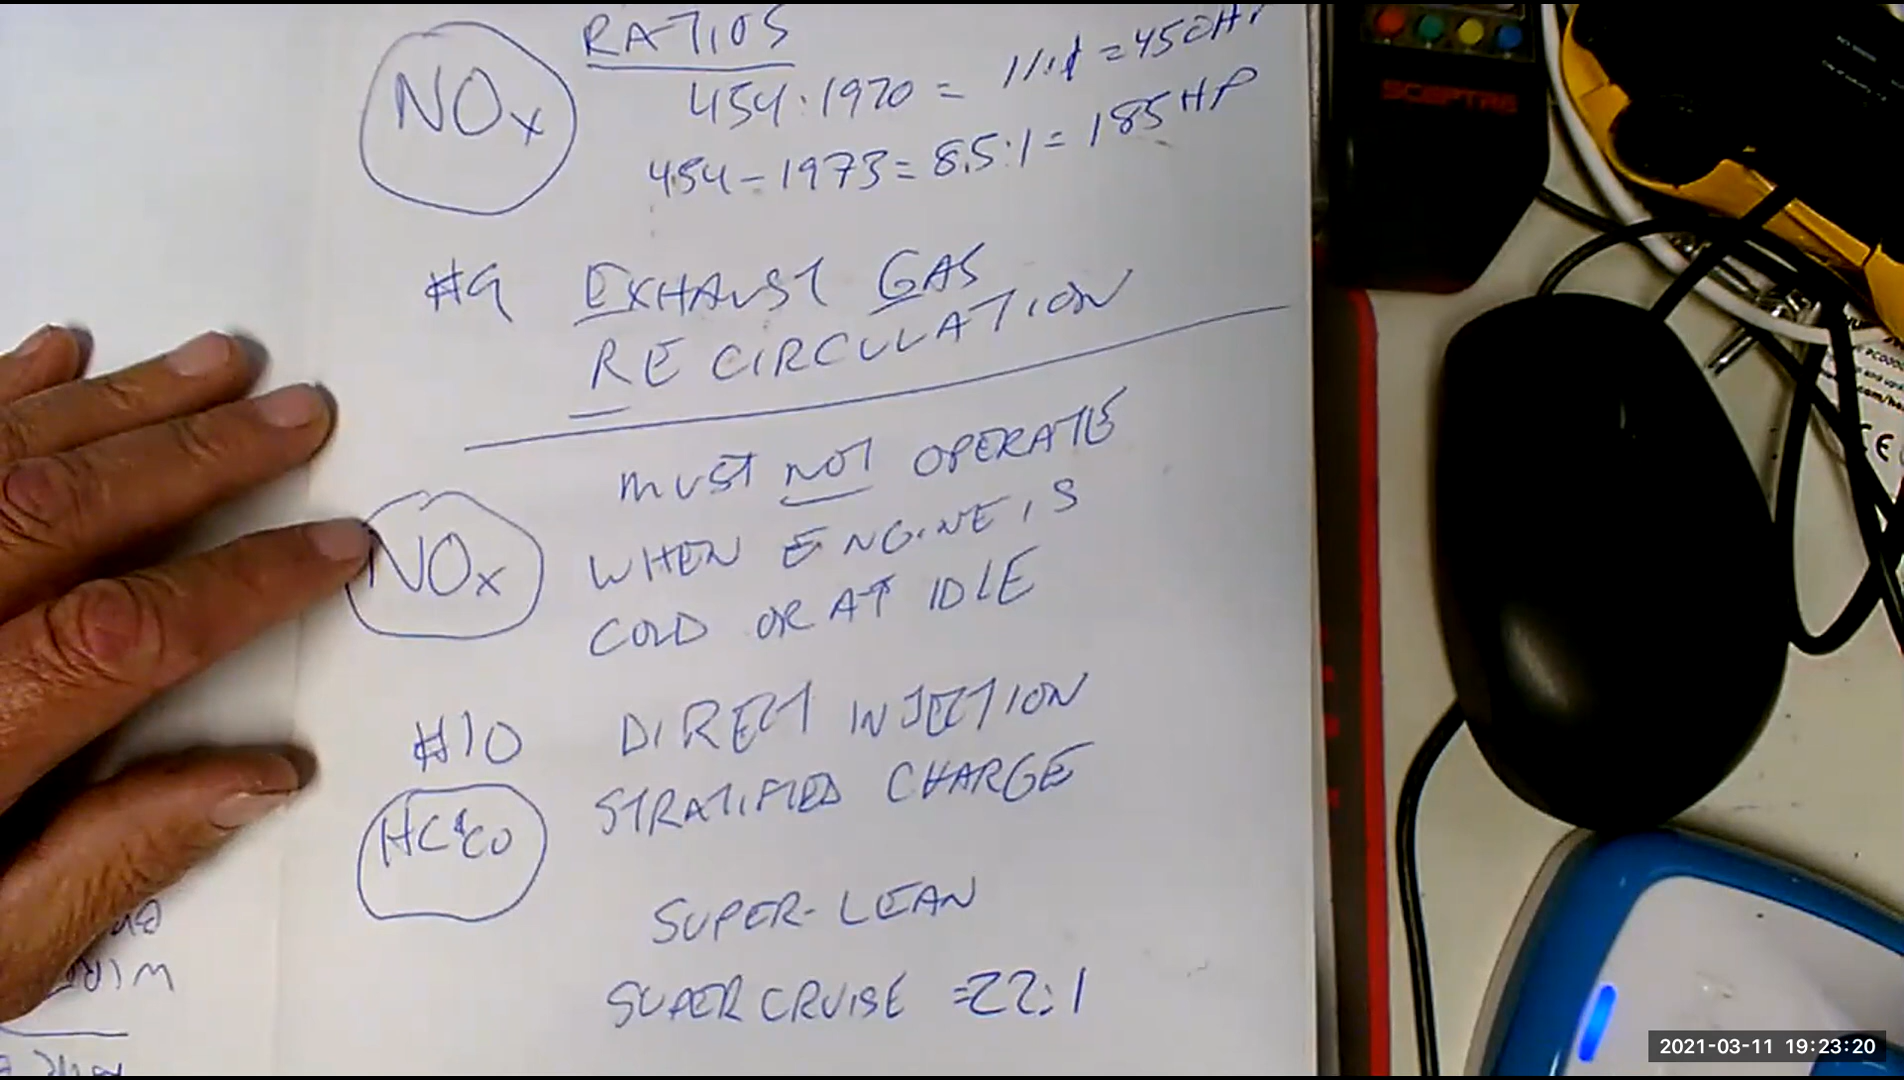 RATIOS
NOx
454:1970 = 11:1 = 450HP
454-1973=8.5:1=185HP
#9 EXHAUST GAS
RECIRCULATION
MUST NOT OPERATE
NOx
WHEN ENGINE IS
COLD OR AT IDLE
#10 DIRECT INJECTION
STRATIFIED CHARGE
HC&CO
SUPER-LEAN
SUPER CRUISE =22:1
SCEPTRE
CE
2021-03-11 19:23:20